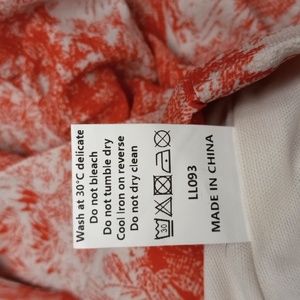 Wash at 30°C delicate
Do not bleach
Do not tumble dry
Cool Iron on reverse
Do not dry clean
30
LL093
MADE IN CHINA